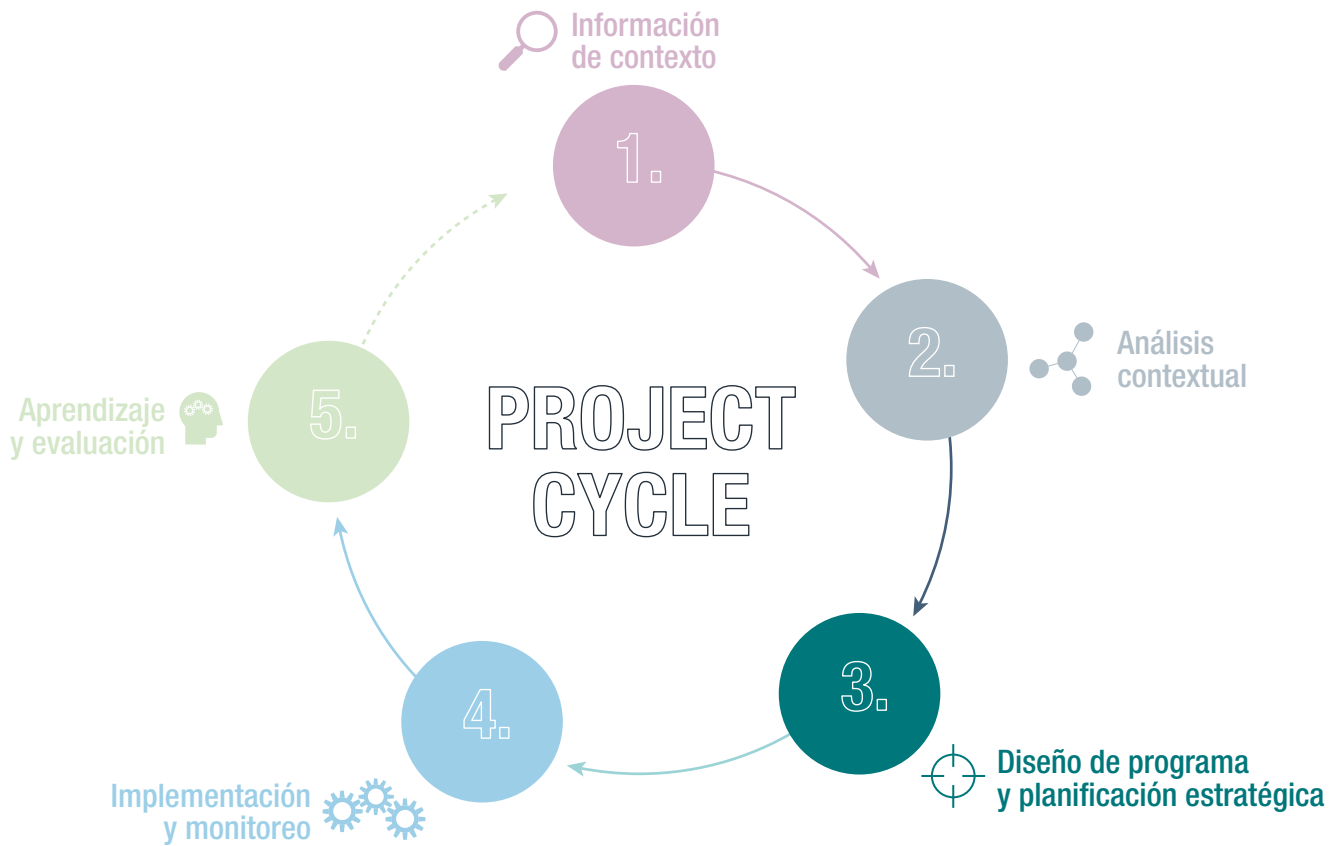 Información
de contexto
1.
2.
Análisis
contextual
PROJECT
CYCLE
3.
Diseño de programa
y planificación estratégica
4.
Implementación
y monitoreo
5.
Aprendizaje
y evaluación